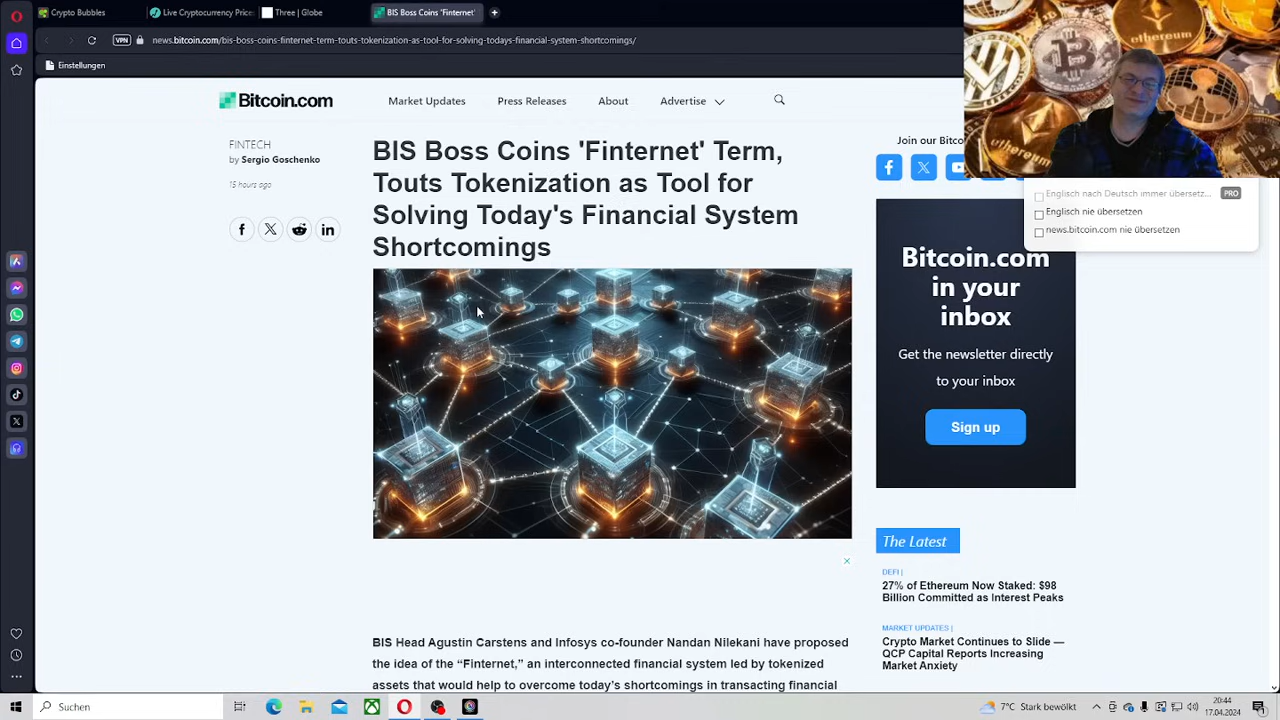 Crypto Bubbles
Live Cryptocurrency Price
Three | Globe
BIS Boss Coins 'Finternet'
VPN
news.bitcoin.com/bis-boss-coins-finternet-term-touts-tokenization-as-tool-for-solving-todays-financial-system-shortcomings/
Einstellungen
Bitcoin.com
Market Updates
Press Releases
About
Advertise
FINTECH
by Sergio Goschenko
15 hours ago
BIS Boss Coins 'Finternet' Term,
Touts Tokenization as Tool for
Solving Today's Financial System
Shortcomings
BIS Head Agustin Carstens and Infosys co-founder Nandan Nilekani have proposed
the idea of the “Finternet,” an interconnected financial system led by tokenized
assets that would help to overcome today’s shortcomings in transacting financial
Join our Bitco
ethereum
Englisch nach Deutsch immer übersetz...
PRO
Englisch nie übersetzen
news.bitcoin.com nie übersetzen
Bitcoin.com
in your
inbox
Get the newsletter directly
to your inbox
Sign up
The Latest
DEFI |
27% of Ethereum Now Staked: $98
Billion Committed as Interest Peaks
MARKET UPDATES |
Crypto Market Continues to Slide —
QCP Capital Reports Increasing
Market Anxiety
Suchen
7°C Stark bewölkt
20:44
17.04.2024